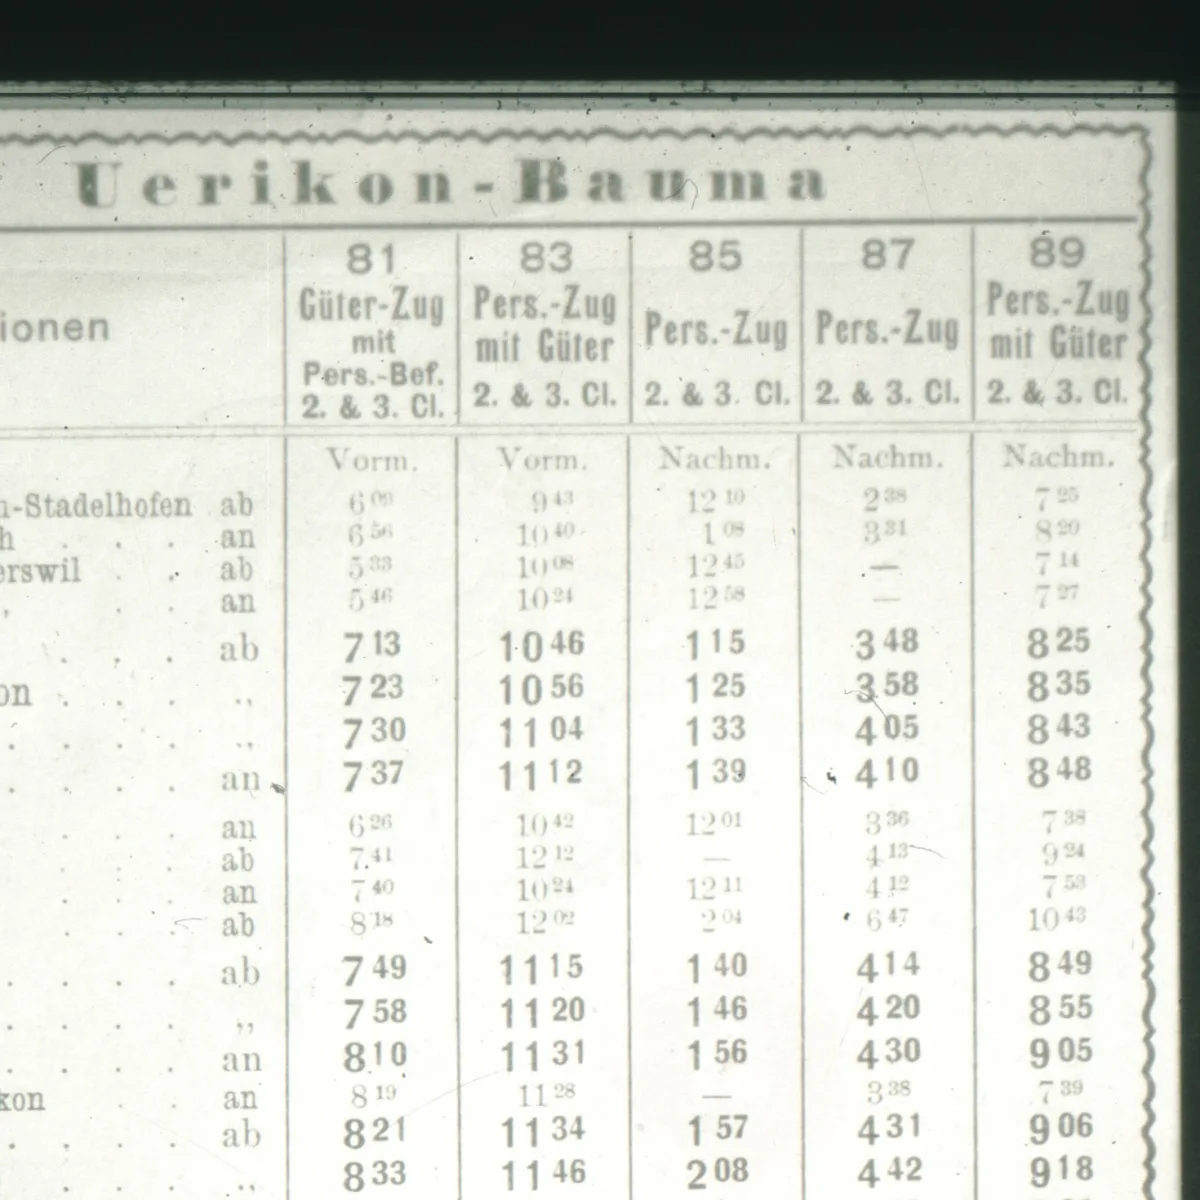 Uerikon-Bauma
81 83 85 87 89
Güter-Zug Pers.-Zug Pers.-Zug Pers.-Zug Pers.-Zug
mit mit Güter mit Güter
ionen
Pers.-Bef.
2. & 3. Cl. 2. & 3. Cl. 2. & 3. Cl. 2. & 3. Cl. 2. & 3. Cl.
Vorm. Vorm. Nachm. Nachm. Nachm.
-Stadelhofen ab 6 09 9 43 12 10 2 38 7 25
h . . . an 6 56 10 40 1 08 3 31 8 20
erswil . . ab 5 33 10 08 12 45 — 7 14
„ . . an 5 46 10 24 12 58 — 7 27
. . . ab 7 13 10 46 1 15 3 48 8 25
on . . . „ 7 23 10 56 1 25 3 58 8 35
. . . . „ 7 30 11 04 1 33 4 05 8 43
. . . . an 7 37 11 12 1 39 4 10 8 48
. . . an 6 26 10 42 12 01 3 36 7 38
. . . ab 7.41 12 12 — 4 13 9 24
. . . an 7 40 10 24 12 11 4 12 7 53
. . . ab 8 18 12 02 2 04 6 47 10 43
. . . . ab 7 49 11 15 1 40 4 14 8 49
. . . . „ 7 58 11 20 1 46 4 20 8 55
. . . . an 8 10 11 31 1 56 4 30 9 05
kon . . an 8 19 11 28 — 3 38 7 39
. . . . ab 8 21 11 34 1 57 4 31 9 06
. . . . „ 8 33 11 46 2 08 4 42 9 18